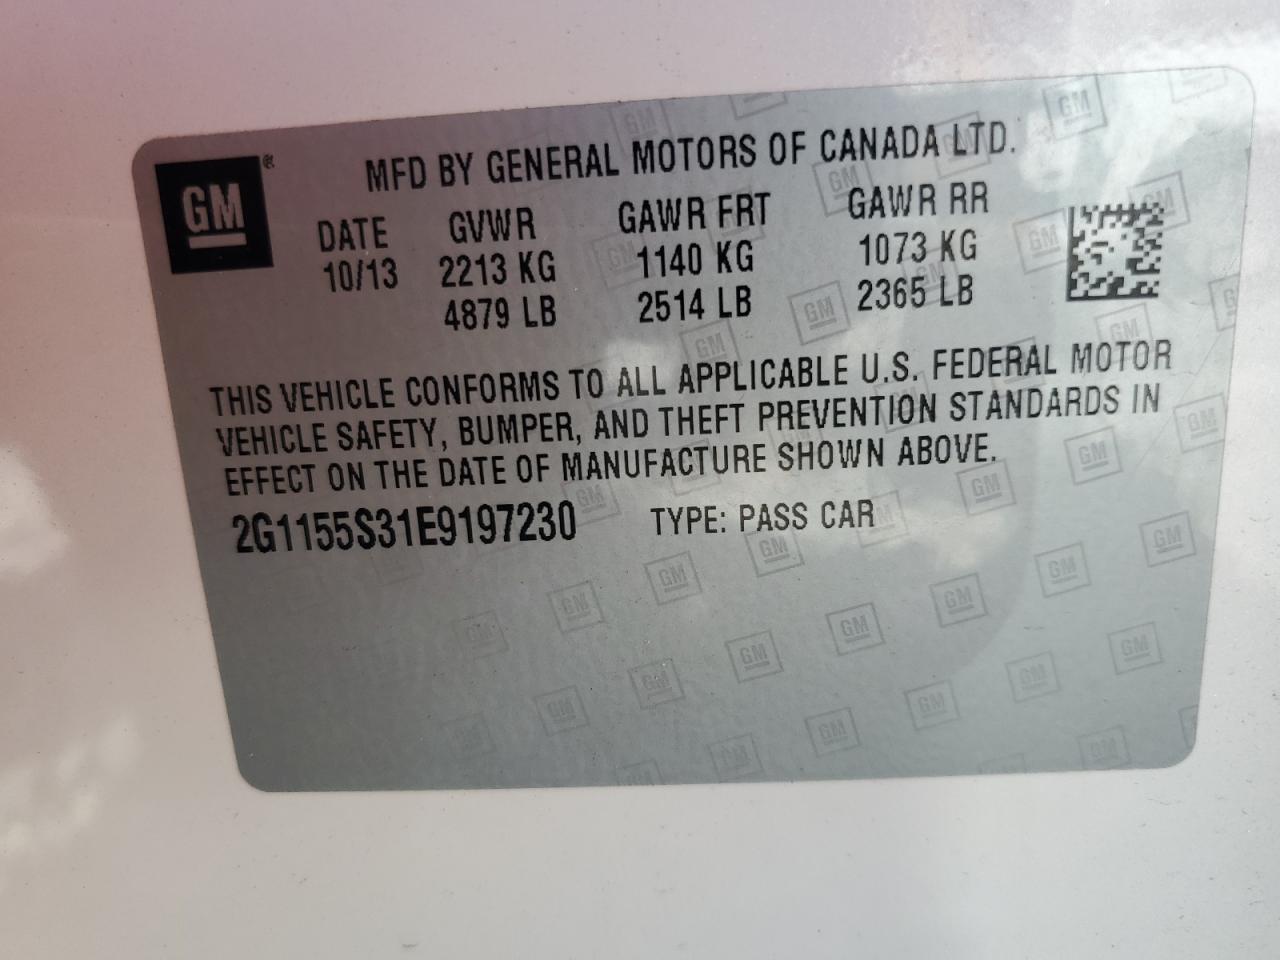 GM®
MFD BY GENERAL MOTORS OF CANADA LTD.
DATE GVWR GAWR FRT GAWR RR
10/13 2213 KG 1140 KG 1073 KG
4879 LB 2514 LB 2365 LB
THIS VEHICLE CONFORMS TO ALL APPLICABLE U.S. FEDERAL MOTOR
VEHICLE SAFETY, BUMPER, AND THEFT PREVENTION STANDARDS IN
EFFECT ON THE DATE OF MANUFACTURE SHOWN ABOVE.
2G1155S31E9197230 TYPE: PASS CAR